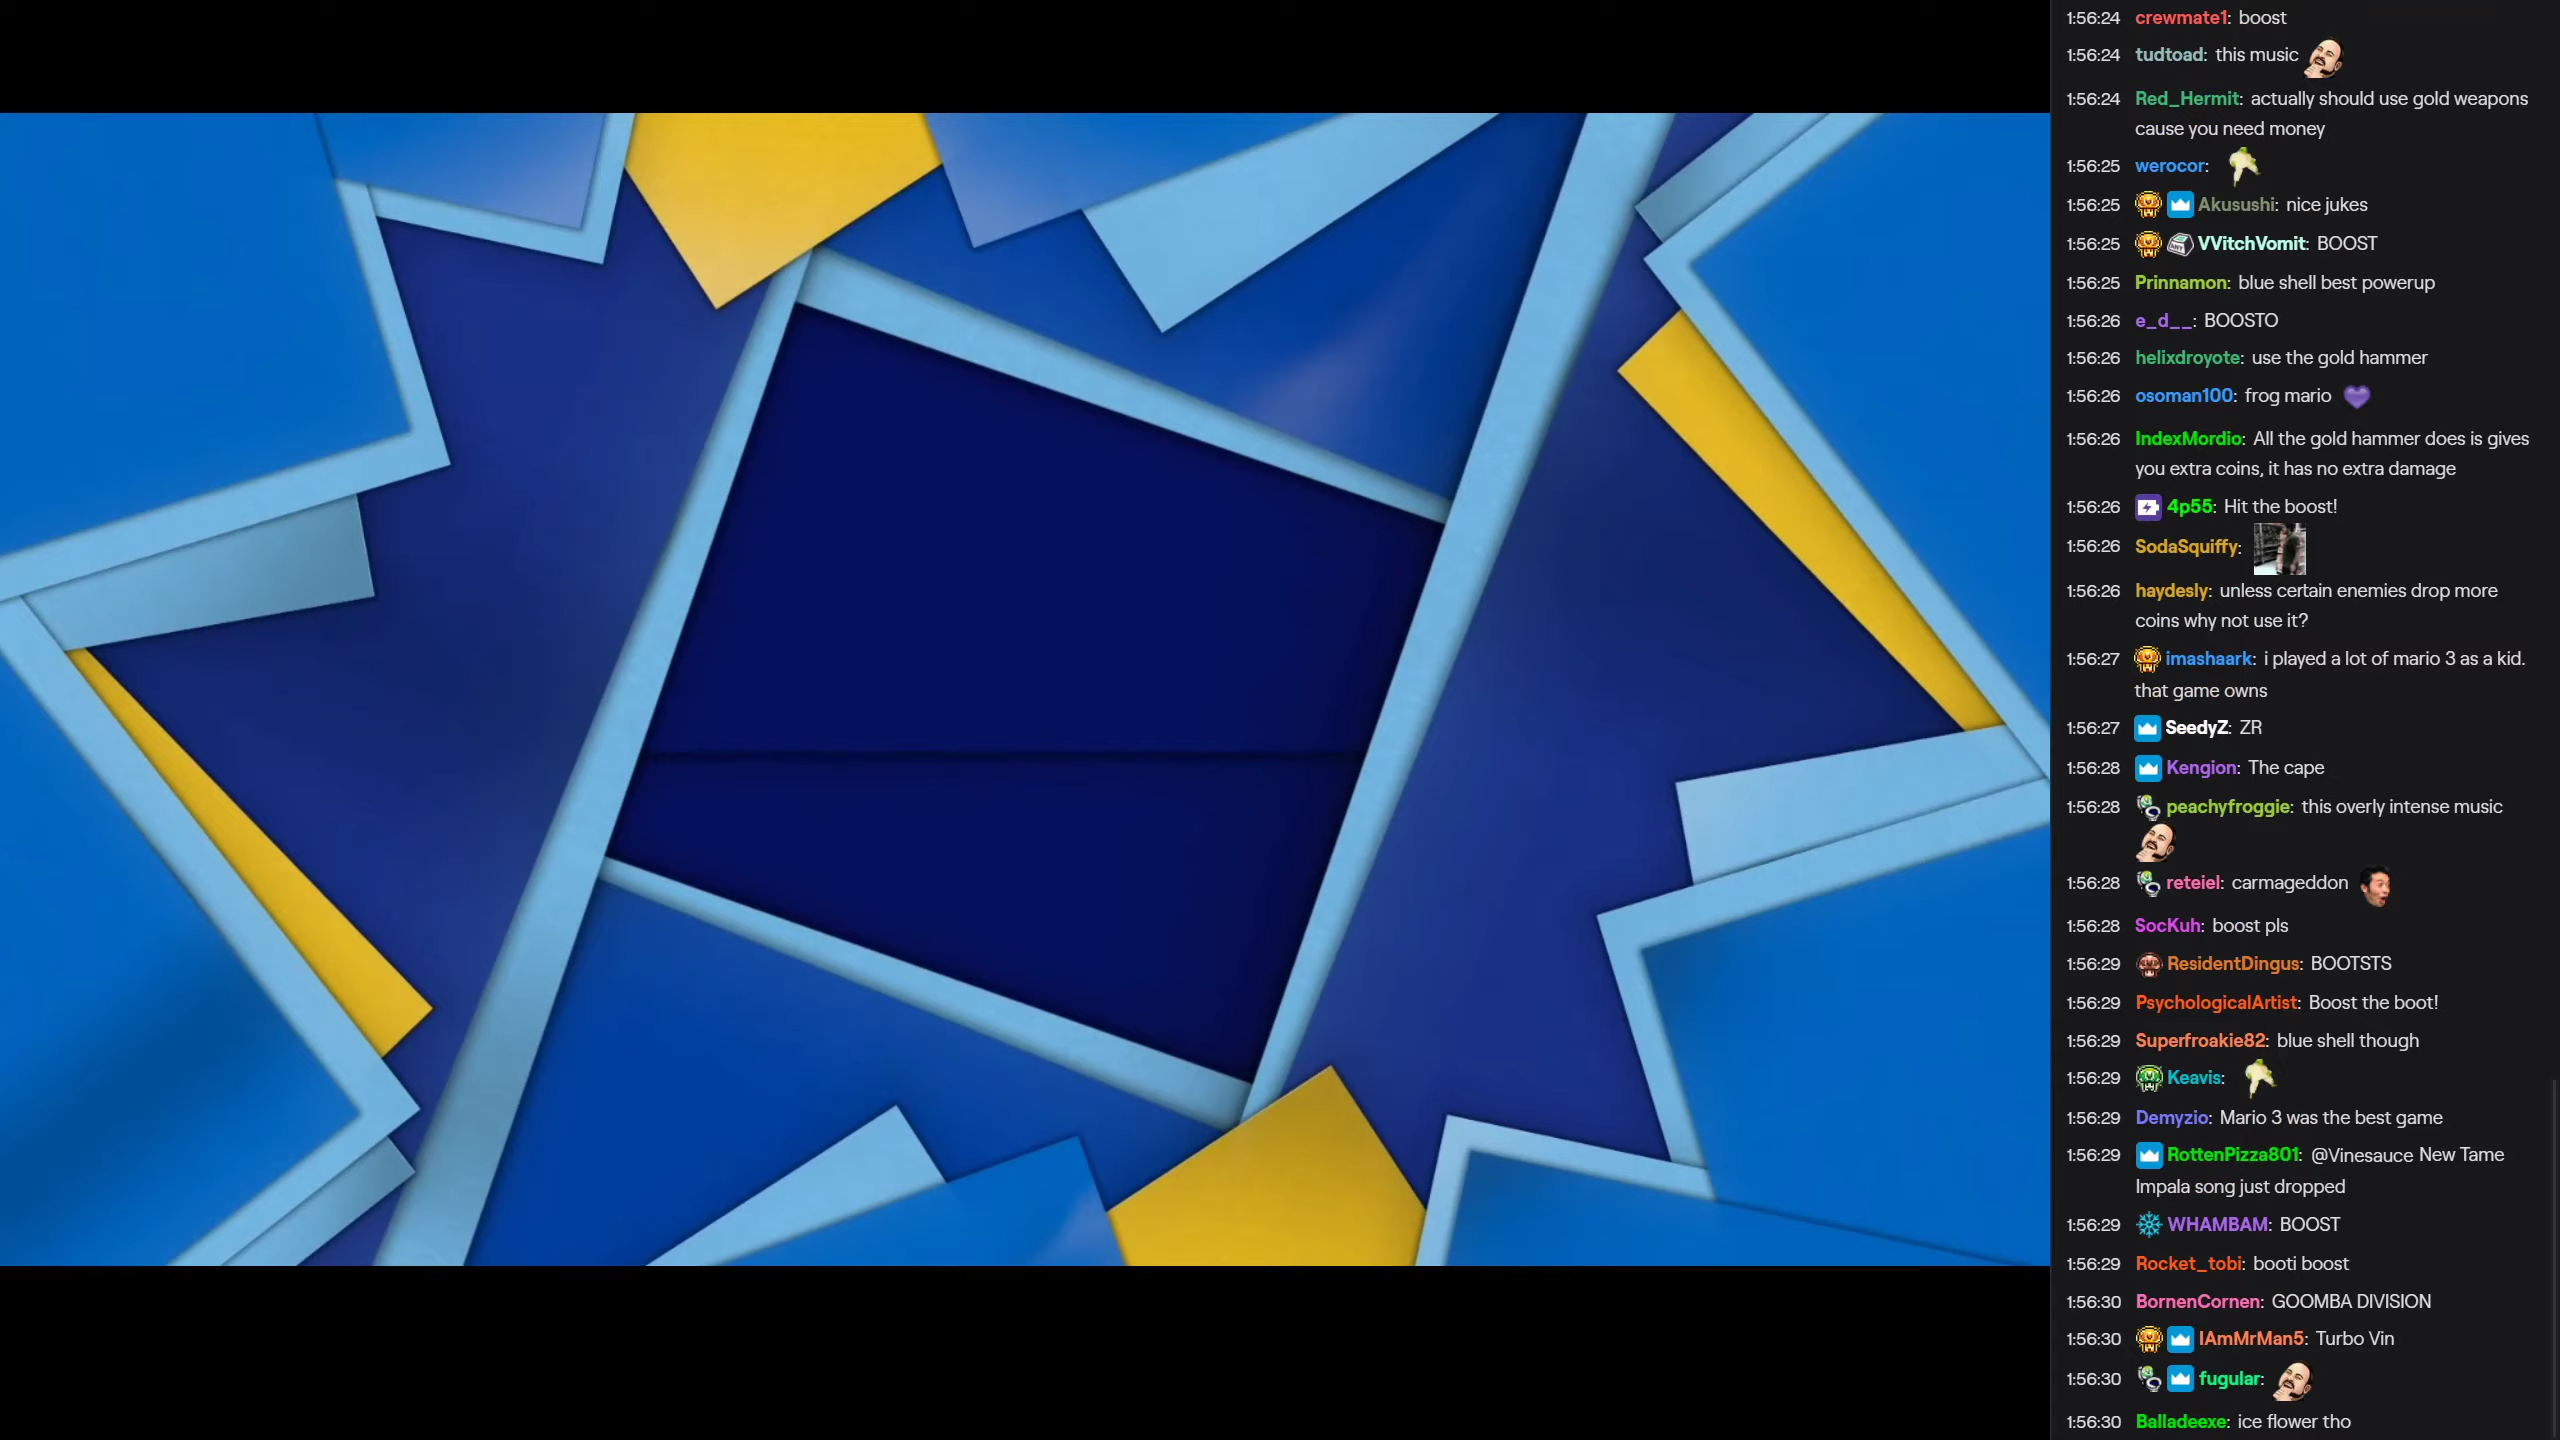 1:56:24 crewmate1: boost
1:56:24 tudtoad: this music
1:56:24 Red_Hermit: actually should use gold weapons
cause you need money
1:56:25 werocor:
1:56:25 Akusushi: nice jukes
1:56:25 VVitchVomit: BOOST
1:56:25 Prinnamon: blue shell best powerup
1:56:26 e_d__: BOOSTO
1:56:26 helixdroyote: use the gold hammer
1:56:26 osoman100: frog mario
1:56:26 IndexMordio: All the gold hammer does is gives
you extra coins, it has no extra damage
1:56:26 4p55: Hit the boost!
1:56:26 SodaSquiffy:
1:56:26 haydesly: unless certain enemies drop more
coins why not use it?
1:56:27 imashaark: i played a lot of mario 3 as a kid.
that game owns
1:56:27 SeedyZ: ZR
1:56:28 Kengion: The cape
1:56:28 peachyfroggie: this overly intense music
1:56:28 reteiel: carmageddon
1:56:28 SocKuh: boost pls
1:56:29 ResidentDingus: BOOTSTS
1:56:29 PsychologicalArtist: Boost the boot!
1:56:29 Superfroakie82: blue shell though
1:56:29 Keavis:
1:56:29 Demyzio: Mario 3 was the best game
1:56:29 RottenPizza801: @Vinesauce New Tame
Impala song just dropped
1:56:29 WHAMBAM: BOOST
1:56:29 Rocket_tobi: booti boost
1:56:30 BornenCornen: GOOMBA DIVISION
1:56:30 IAmMrMan5: Turbo Vin
1:56:30 fugular:
1:56:30 Balladeexe: ice flower tho